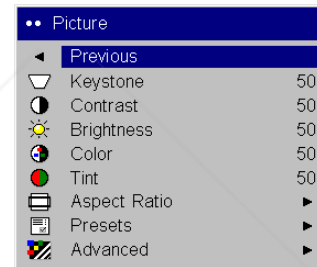 Picture
Previous
Keystone 50
Contrast 50
Brightness 50
Color 50
Tint 50
Aspect Ratio
Presets
Advanced